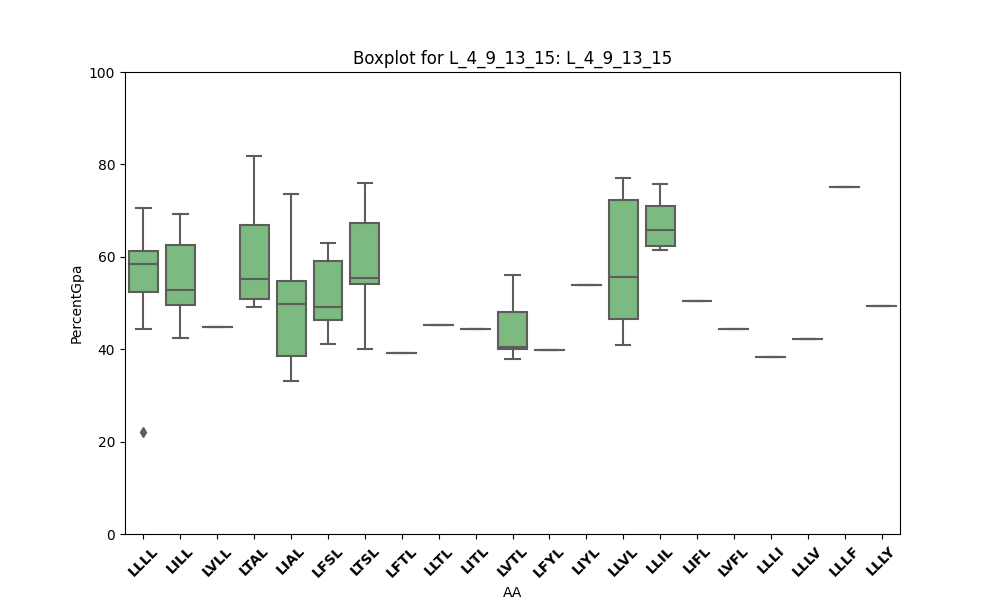 Boxplot for L_4_9_13_15: L_4_9_13_15
100
80
60
40
20
0
PercentGpa
LLLL LILL LVLL LTAL LIAL LFSL LTSL LFTL LLTL LITL LVTL LFYL LIYL LLVL LLIL LIFL LVFL LLLI LLLV LLLF LLLY
AA